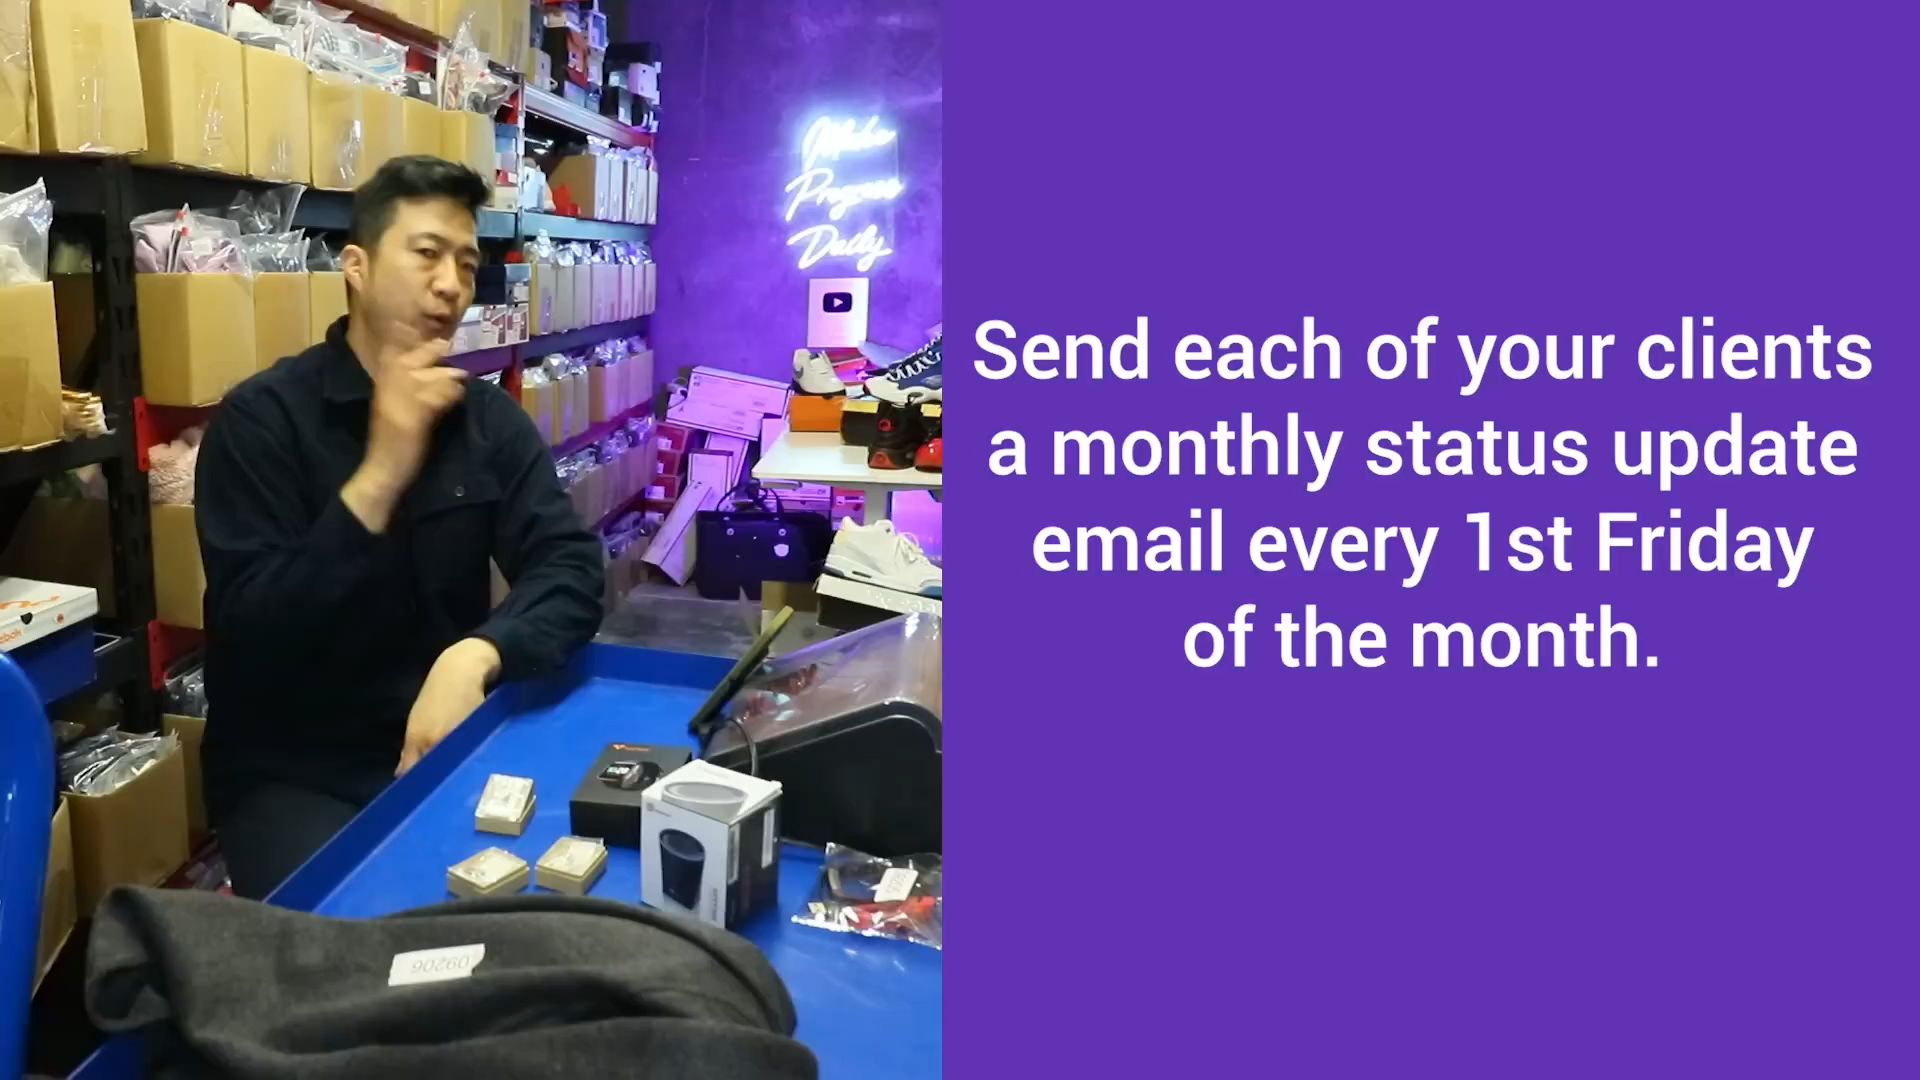 Make
Progress
Daily
Send each of your clients
a monthly status update
email every 1st Friday
of the month.
09206